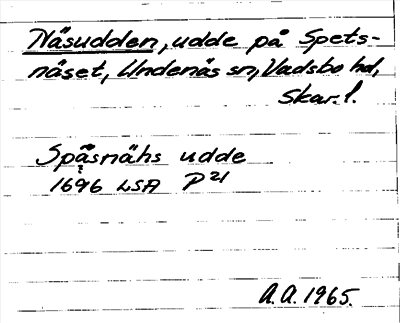 Näsudden, udde på Spets-
näset, Undenäs sn, Vadsbo hd,
Skar. l.
Spåsnähs udde
1696 LSA P21
A.A. 1965.